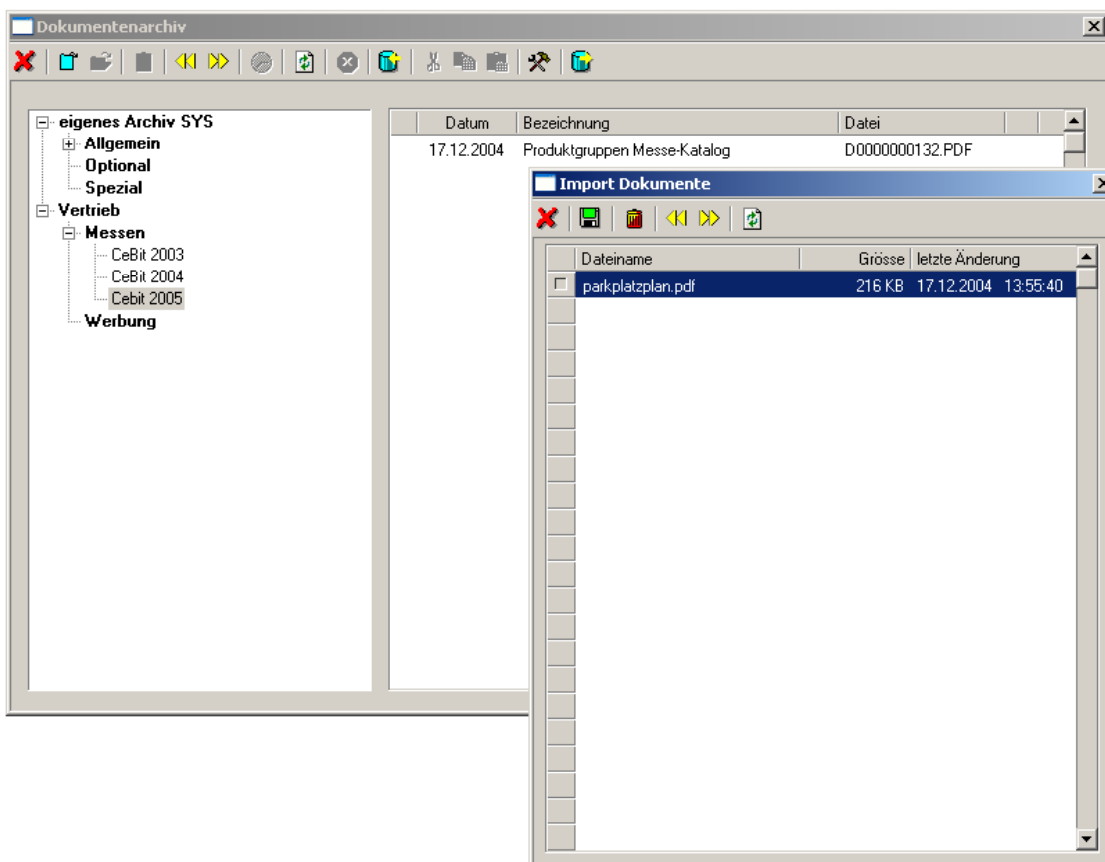 Dokumentenarchiv
eigenes Archiv SYS
Allgemein
Optional
Spezial
Vertrieb
Messen
CeBit 2003
CeBit 2004
Cebit 2005
Werbung
Datum Bezeichnung Datei
17.12.2004 Produktgruppen Messe-Katalog D0000000132.PDF
Import Dokumente
Dateiname Grösse letzte Änderung
parkplatzplan.pdf 216 KB 17.12.2004 13:55:40